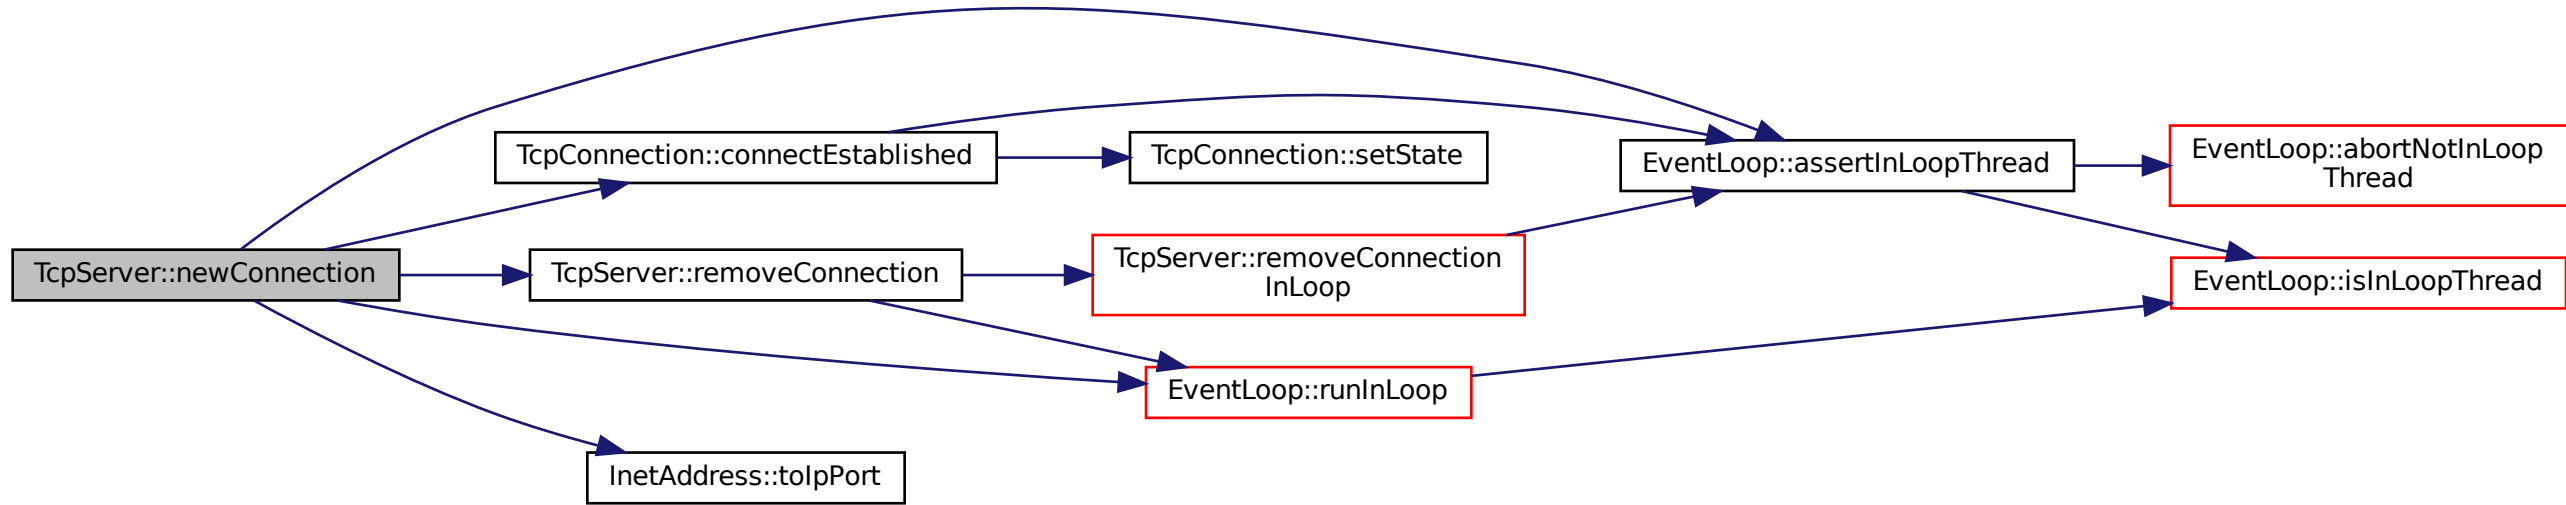 TcpServer::newConnection
TcpConnection::connectEstablished
TcpServer::removeConnection
InetAddress::toIpPort
TcpConnection::setState
TcpServer::removeConnection
InLoop
EventLoop::runInLoop
EventLoop::assertInLoopThread
EventLoop::abortNotInLoop
Thread
EventLoop::isInLoopThread